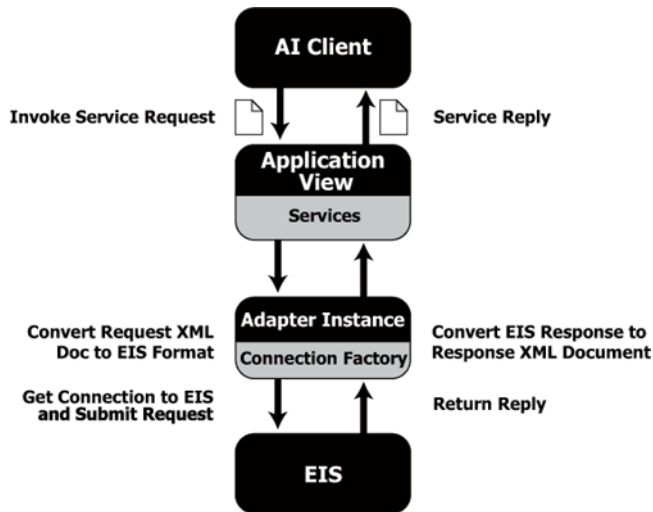 AI Client
Invoke Service Request
Service Reply
Application
View
Services
Convert Request XML
Doc to EIS Format
Adapter Instance
Connection Factory
Convert EIS Response to
Response XML Document
Get Connection to EIS
and Submit Request
Return Reply
EIS